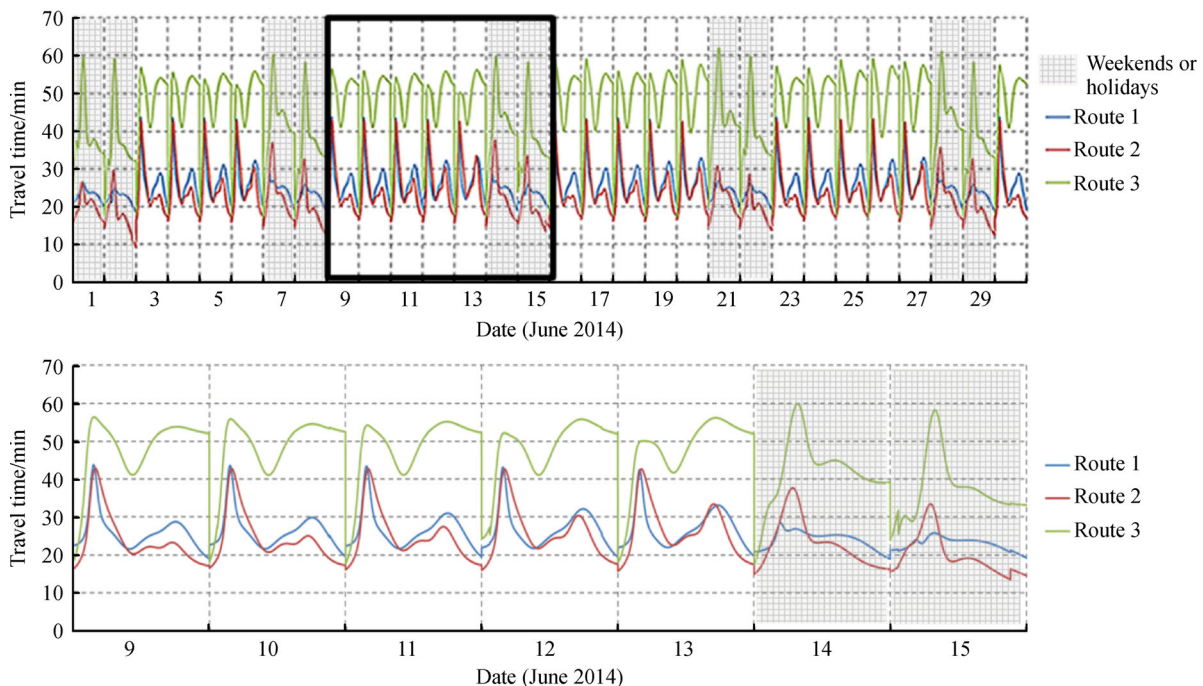 70
60
50
40
30
20
10
0
Travel time/min
1 3 5 7 9 11 13 15 17 19 21 23 25 27 29
Date (June 2014)
Weekends or
holidays
Route 1
Route 2
Route 3
70
60
50
40
30
20
10
0
Travel time/min
9 10 11 12 13 14 15
Date (June 2014)
Route 1
Route 2
Route 3